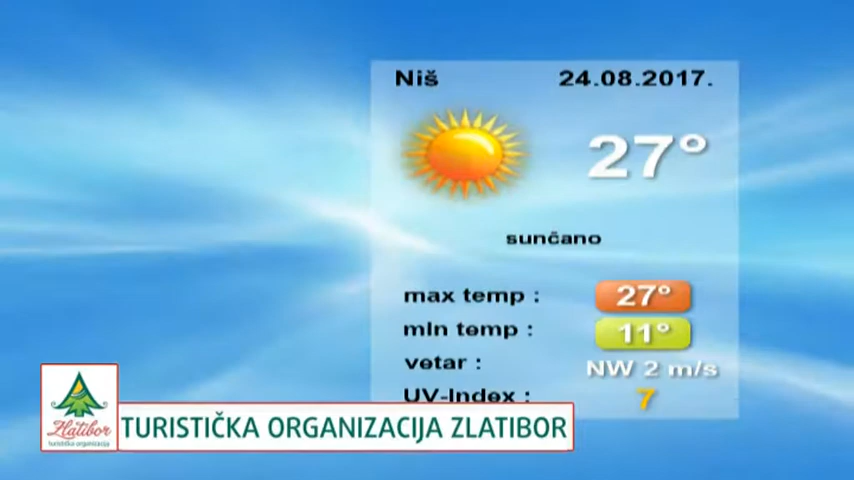 Niš 24.08.2017.
27°
sunčano
max temp : 27°
min temp : 11°
vetar : NW 2 m/s
UV-Index : 7
Zlatibor
turistička organizacija
TURISTIČKA ORGANIZACIJA ZLATIBOR